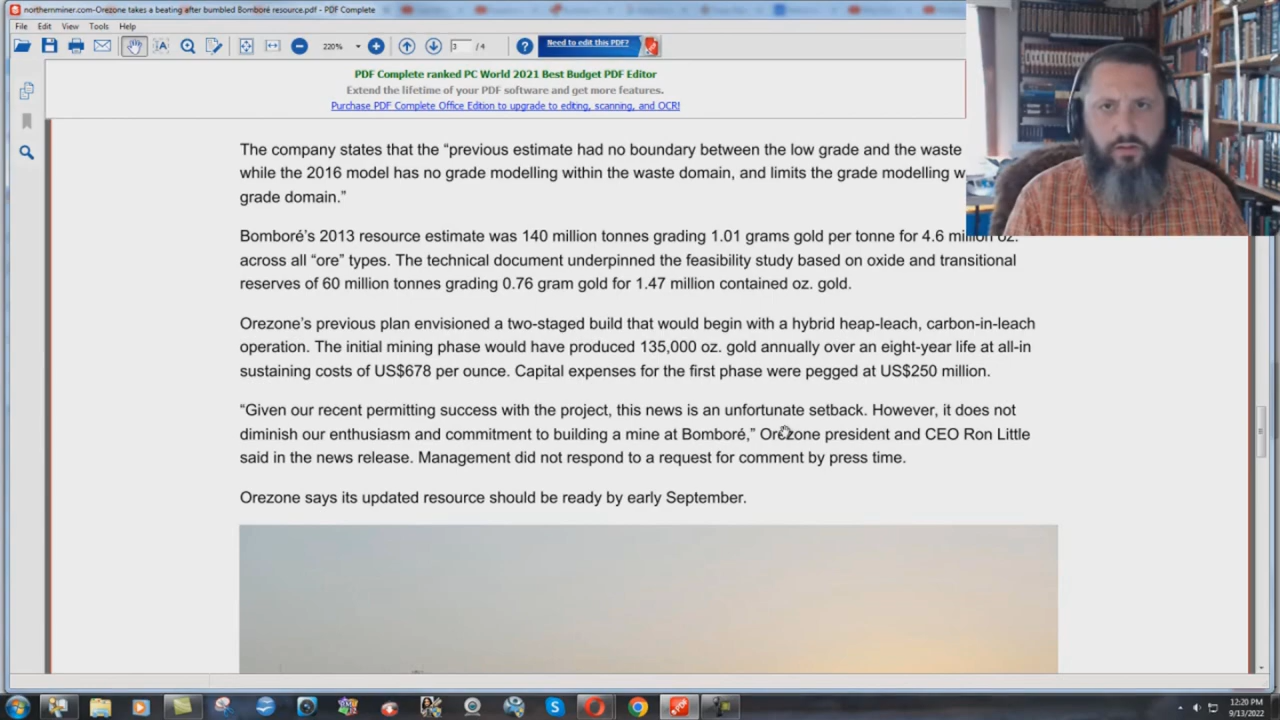 northernminer.com-Orezone takes a beating after bumbled Bomboré resource.pdf - PDF Complete
File Edit View Tools Help
220% 3 / 4 Need to edit this PDF?
PDF Complete ranked PC World 2021 Best Budget PDF Editor
Extend the lifetime of your PDF software and get more features.
Purchase PDF Complete Office Edition to upgrade to editing, scanning, and OCR!
The company states that the “previous estimate had no boundary between the low grade and the waste
while the 2016 model has no grade modelling within the waste domain, and limits the grade modelling w
grade domain.”
Bomboré’s 2013 resource estimate was 140 million tonnes grading 1.01 grams gold per tonne for 4.6 million oz.
across all “ore” types. The technical document underpinned the feasibility study based on oxide and transitional
reserves of 60 million tonnes grading 0.76 gram gold for 1.47 million contained oz. gold.
Orezone’s previous plan envisioned a two-staged build that would begin with a hybrid heap-leach, carbon-in-leach
operation. The initial mining phase would have produced 135,000 oz. gold annually over an eight-year life at all-in
sustaining costs of US$678 per ounce. Capital expenses for the first phase were pegged at US$250 million.
“Given our recent permitting success with the project, this news is an unfortunate setback. However, it does not
diminish our enthusiasm and commitment to building a mine at Bomboré,” Orezone president and CEO Ron Little
said in the news release. Management did not respond to a request for comment by press time.
Orezone says its updated resource should be ready by early September.
12:20 PM
9/13/2022